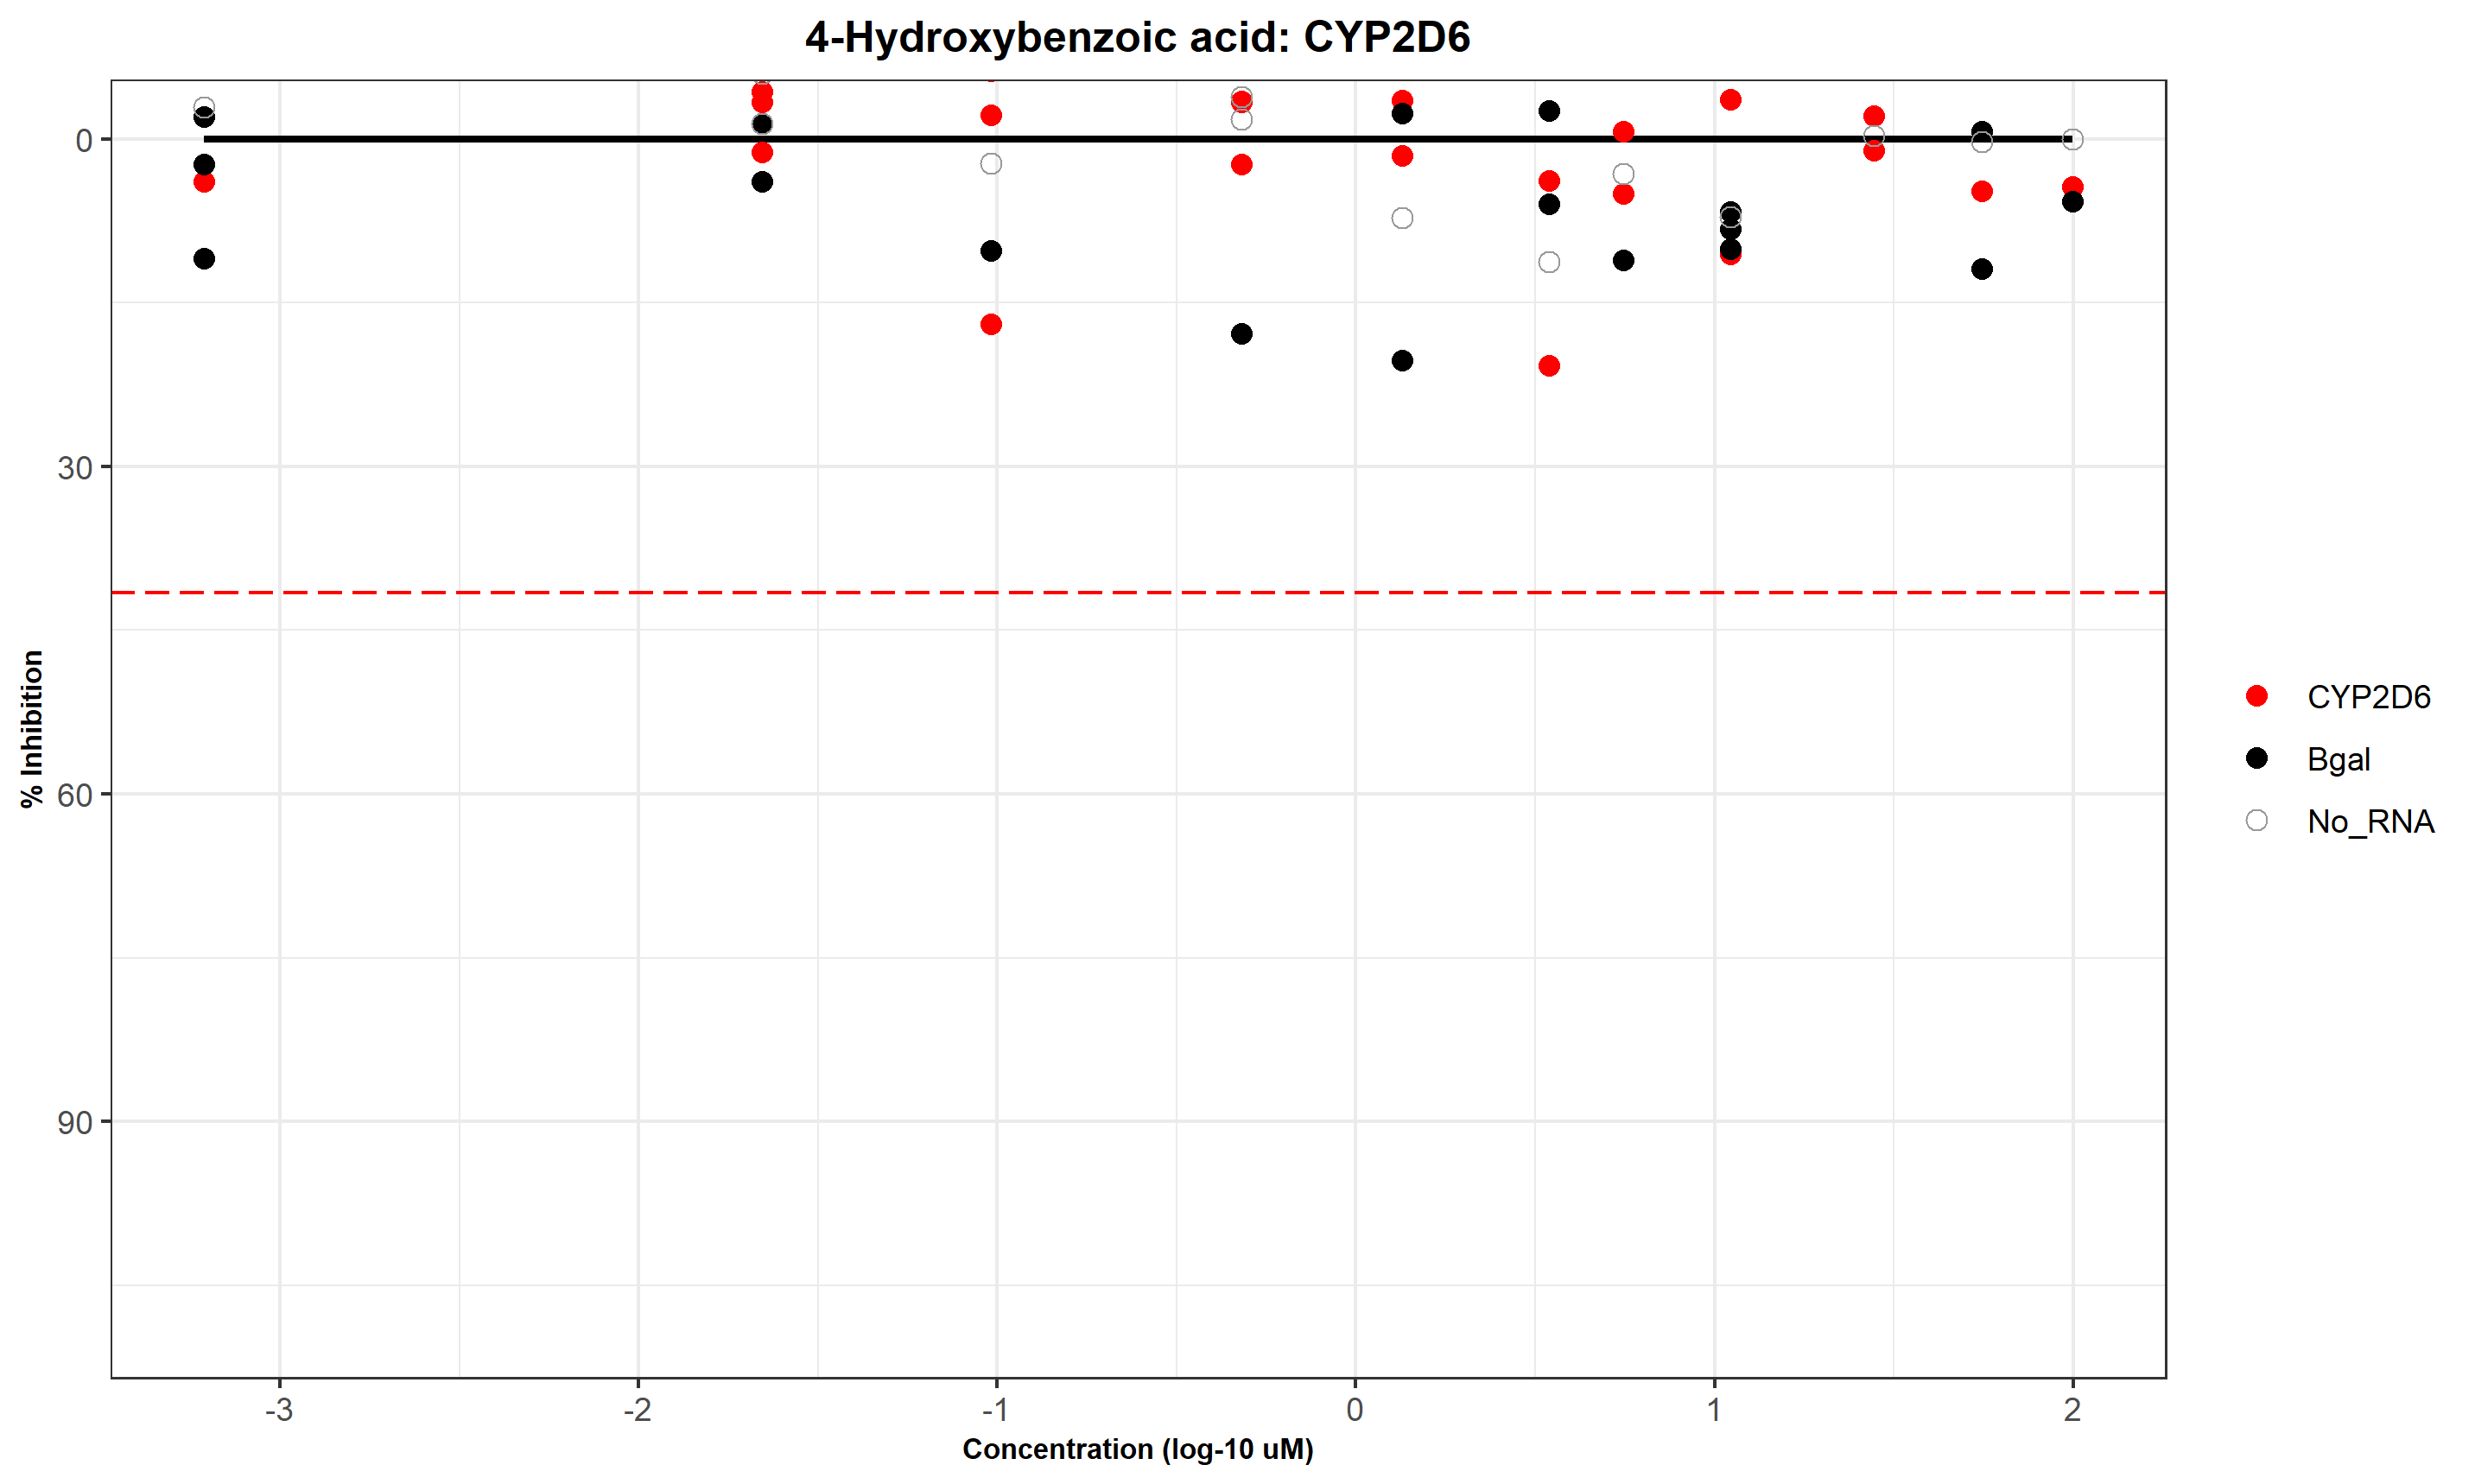 4-Hydroxybenzoic acid: CYP2D6
0
30
60
90
% Inhibition
-3 -2 -1 0 1 2
Concentration (log-10 uM)
CYP2D6
Bgal
No_RNA